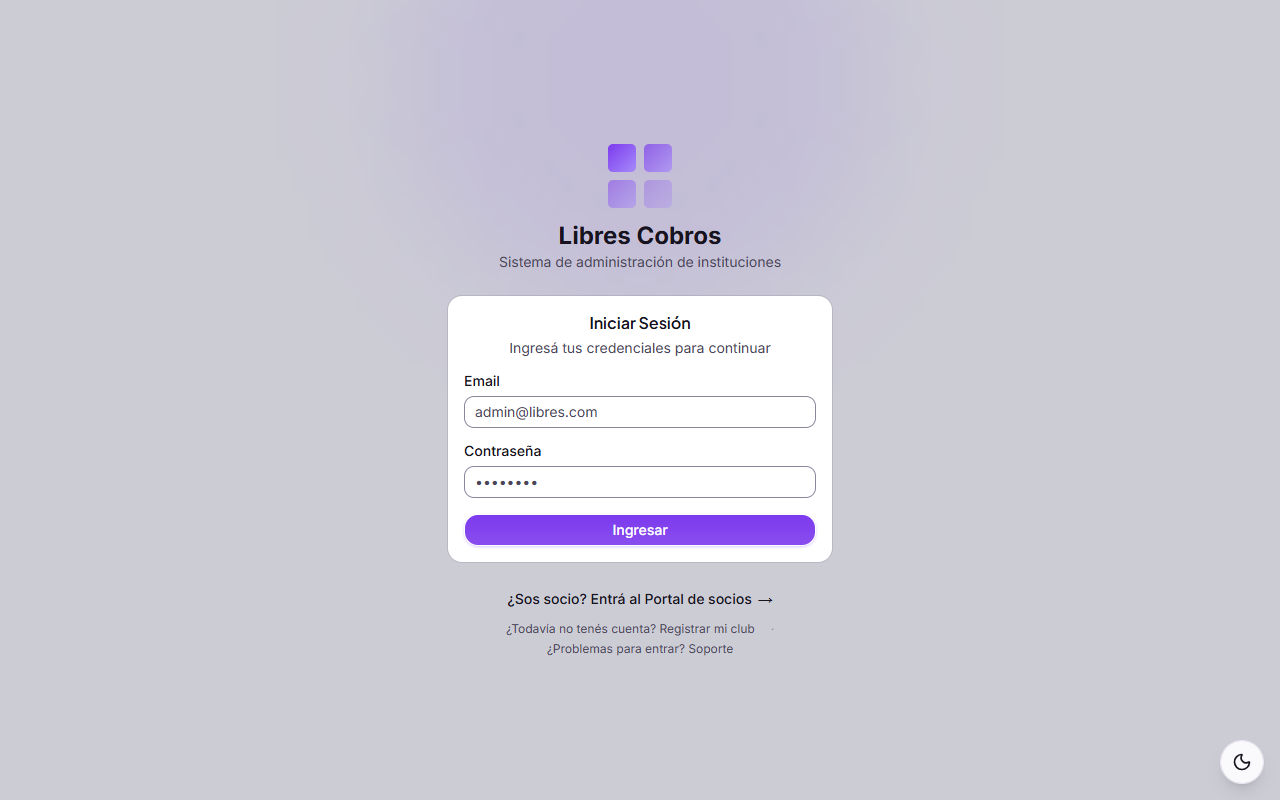 Libres Cobros
Sistema de administración de instituciones
Iniciar Sesión
Ingresá tus credenciales para continuar
Email
admin@libres.com
Contraseña
••••••••
Ingresar
¿Sos socio? Entrá al Portal de socios →
¿Todavía no tenés cuenta? Registrar mi club ·
¿Problemas para entrar? Soporte